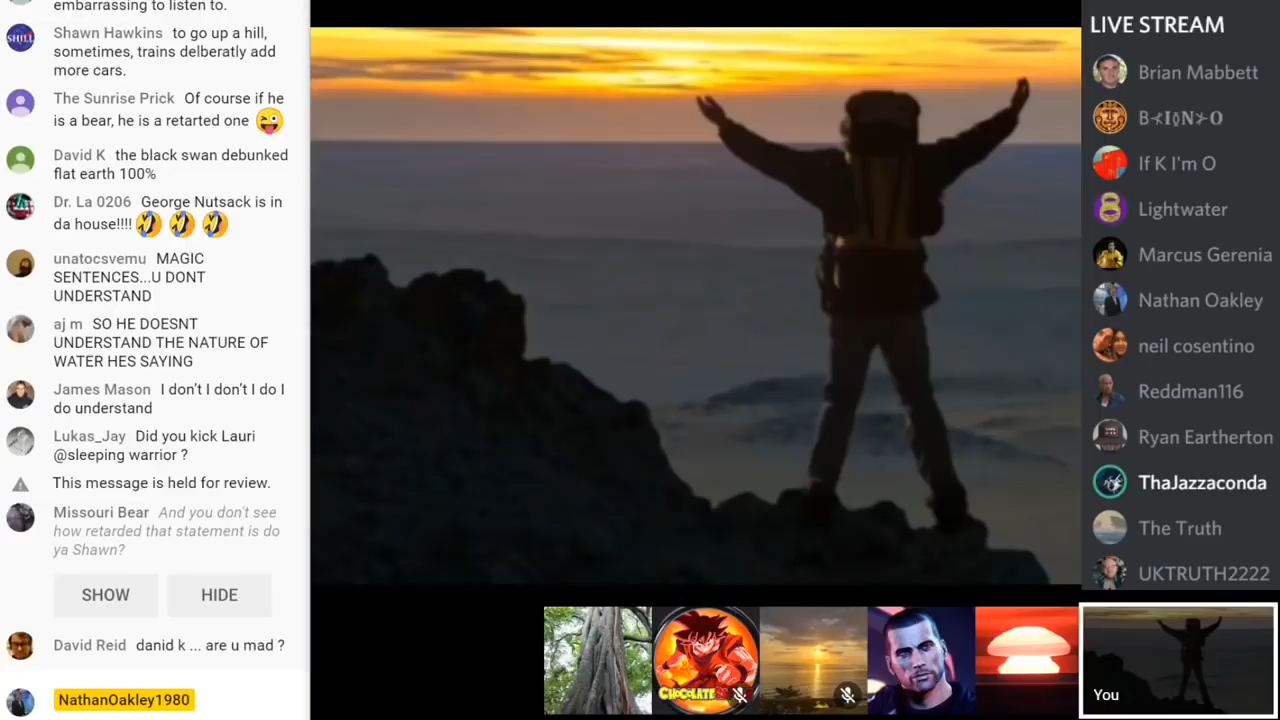 embarrassing to listen to.
Shawn Hawkins to go up a hill,
sometimes, trains delberatly add
more cars.
The Sunrise Prick Of course if he
is a bear, he is a retarted one
David K the black swan debunked
flat earth 100%
Dr. La 0206 George Nutsack is in
da house!!!!
unatocsvemu MAGIC
SENTENCES...U DONT
UNDERSTAND
aj m SO HE DOESNT
UNDERSTAND THE NATURE OF
WATER HES SAYING
James Mason I don't I don't I do I
do understand
Lukas_Jay Did you kick Lauri
@sleeping warrior ?
This message is held for review.
Missouri Bear And you don't see
how retarded that statement is do
ya Shawn?
SHOW HIDE
David Reid danid k ... are u mad ?
NathanOakley1980
SHILL
CHOCOLATE
You
LIVE STREAM
Brian Mabbett
B⊀I◊N⊁O
If K I'm O
Lightwater
Marcus Gerenia
Nathan Oakley
neil cosentino
Reddman116
Ryan Eartherton
ThaJazzaconda
The Truth
UKTRUTH2222